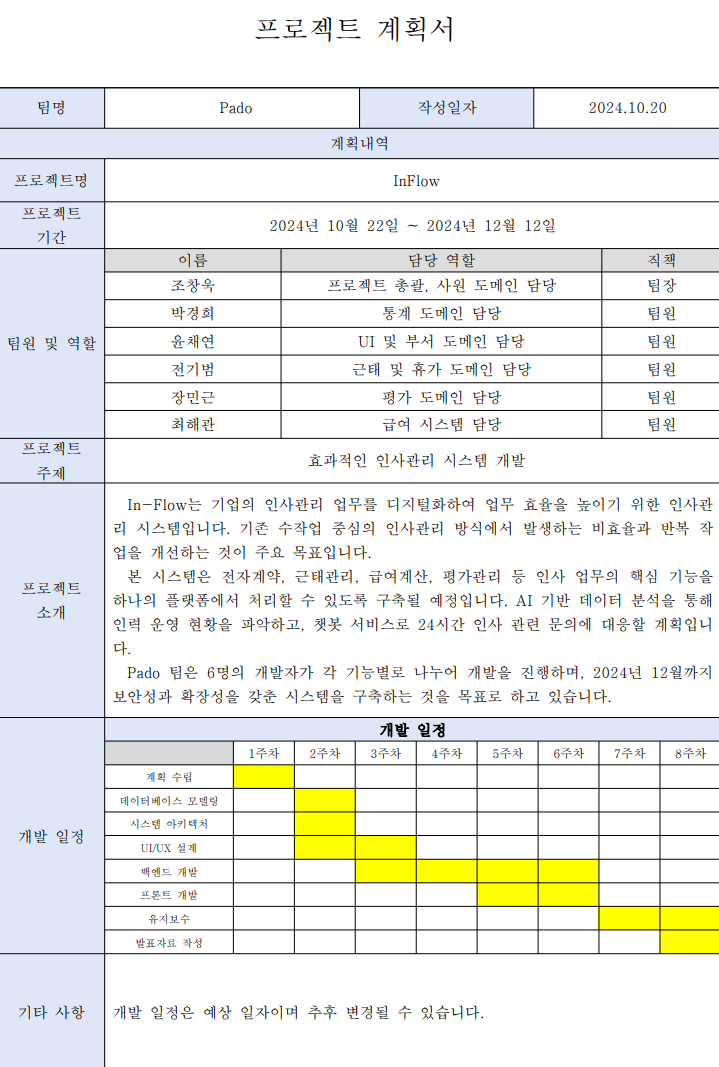 프로젝트 계획서
팀명 Pado 작성일자 2024.10.20
계획내역
프로젝트명 InFlow
프로젝트
기간
2024년 10월 22일 ~ 2024년 12월 12일
팀원 및 역할
이름 담당 역할 직책
조창욱 프로젝트 총괄, 사원 도메인 담당 팀장
박경희 통계 도메인 담당 팀원
윤채연 UI 및 부서 도메인 담당 팀원
전기범 근태 및 휴가 도메인 담당 팀원
장민근 평가 도메인 담당 팀원
최해관 급여 시스템 담당 팀원
프로젝트
주제
효과적인 인사관리 시스템 개발
프로젝트
소개
In-Flow는 기업의 인사관리 업무를 디지털화하여 업무 효율을 높이기 위한 인사관
리 시스템입니다. 기존 수작업 중심의 인사관리 방식에서 발생하는 비효율과 반복 작
업을 개선하는 것이 주요 목표입니다.
본 시스템은 전자계약, 근태관리, 급여계산, 평가관리 등 인사 업무의 핵심 기능을
하나의 플랫폼에서 처리할 수 있도록 구축될 예정입니다. AI 기반 데이터 분석을 통해
인력 운영 현황을 파악하고, 챗봇 서비스로 24시간 인사 관련 문의에 대응할 계획입니
다.
Pado 팀은 6명의 개발자가 각 기능별로 나누어 개발을 진행하며, 2024년 12월까지
보안성과 확장성을 갖춘 시스템을 구축하는 것을 목표로 하고 있습니다.
개발 일정
개발 일정
1주차 2주차 3주차 4주차 5주차 6주차 7주차 8주차
계획 수립
데이터베이스 모델링
시스템 아키텍처
UI/UX 설계
백엔드 개발
프론트 개발
유지보수
발표자료 작성
기타 사항 개발 일정은 예상 일자이며 추후 변경될 수 있습니다.